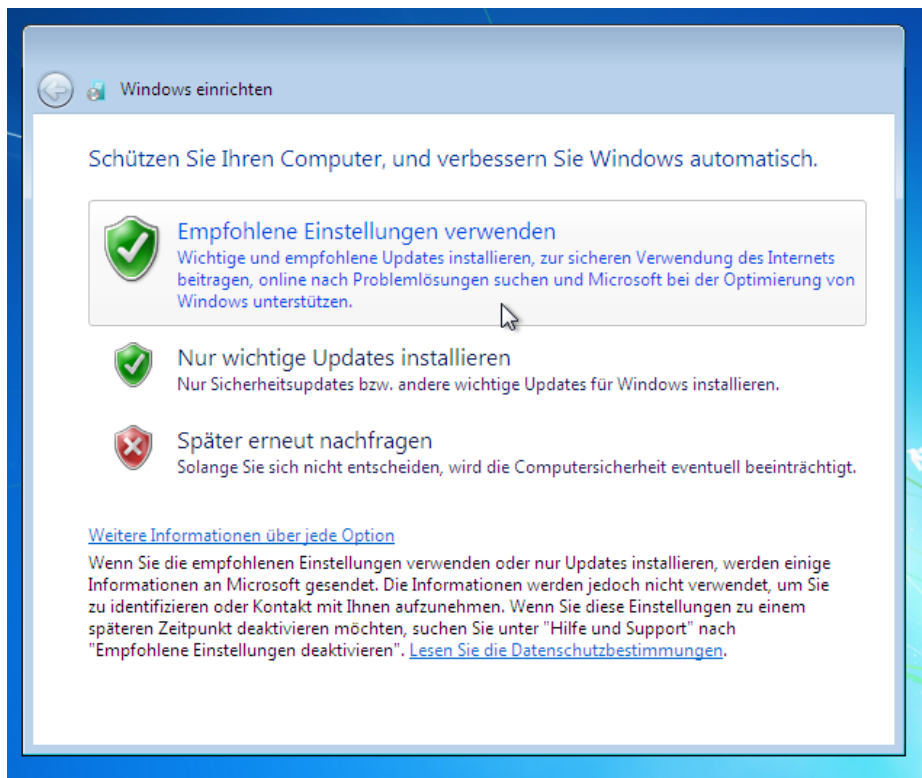 Windows einrichten
Schützen Sie Ihren Computer, und verbessern Sie Windows automatisch.
Empfohlene Einstellungen verwenden
Wichtige und empfohlene Updates installieren, zur sicheren Verwendung des Internets
beitragen, online nach Problemlösungen suchen und Microsoft bei der Optimierung von
Windows unterstützen.
Nur wichtige Updates installieren
Nur Sicherheitsupdates bzw. andere wichtige Updates für Windows installieren.
Später erneut nachfragen
Solange Sie sich nicht entscheiden, wird die Computersicherheit eventuell beeinträchtigt.
Weitere Informationen über jede Option
Wenn Sie die empfohlenen Einstellungen verwenden oder nur Updates installieren, werden einige
Informationen an Microsoft gesendet. Die Informationen werden jedoch nicht verwendet, um Sie
zu identifizieren oder Kontakt mit Ihnen aufzunehmen. Wenn Sie diese Einstellungen zu einem
späteren Zeitpunkt deaktivieren möchten, suchen Sie unter "Hilfe und Support" nach
"Empfohlene Einstellungen deaktivieren". Lesen Sie die Datenschutzbestimmungen.